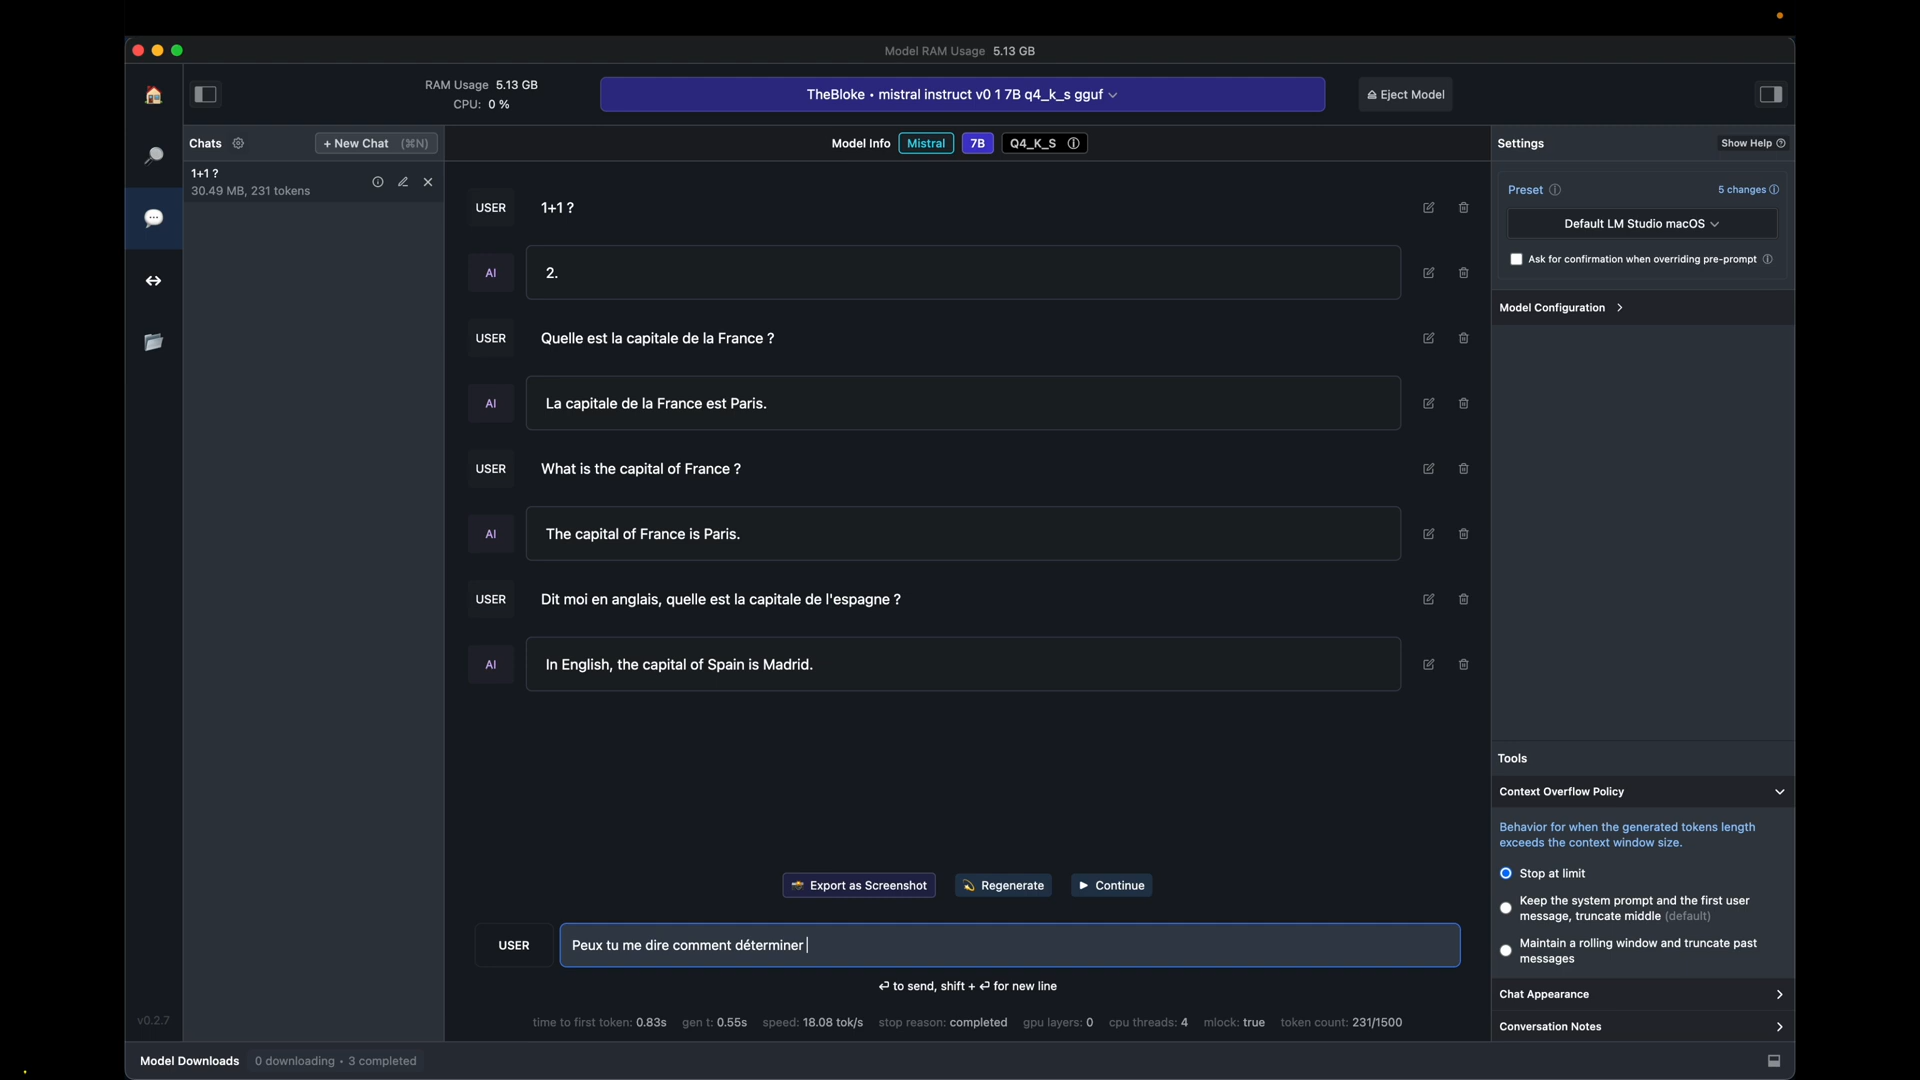 Model RAM Usage 5.13 GB
RAM Usage 5.13 GB
CPU: 0 %
TheBloke • mistral instruct v0 1 7B q4_k_s gguf
Eject Model
Chats
+ New Chat (⌘N)
Model Info Mistral 7B Q4_K_S
Settings
Show Help
1+1 ?
30.49 MB, 231 tokens
USER
1+1 ?
AI
2.
USER
Quelle est la capitale de la France ?
AI
La capitale de la France est Paris.
USER
What is the capital of France ?
AI
The capital of France is Paris.
USER
Dit moi en anglais, quelle est la capitale de l'espagne ?
AI
In English, the capital of Spain is Madrid.
Export as Screenshot
Regenerate
Continue
USER
Peux tu me dire comment déterminer
⏎ to send, shift + ⏎ for new line
time to first token: 0.83s gen t: 0.55s speed: 18.08 tok/s stop reason: completed gpu layers: 0 cpu threads: 4 mlock: true token count: 231/1500
Preset
5 changes
Default LM Studio macOS
Ask for confirmation when overriding pre-prompt
Model Configuration
Tools
Context Overflow Policy
Behavior for when the generated tokens length
exceeds the context window size.
Stop at limit
Keep the system prompt and the first user
message, truncate middle (default)
Maintain a rolling window and truncate past
messages
Chat Appearance
Conversation Notes
v0.2.7
Model Downloads 0 downloading • 3 completed